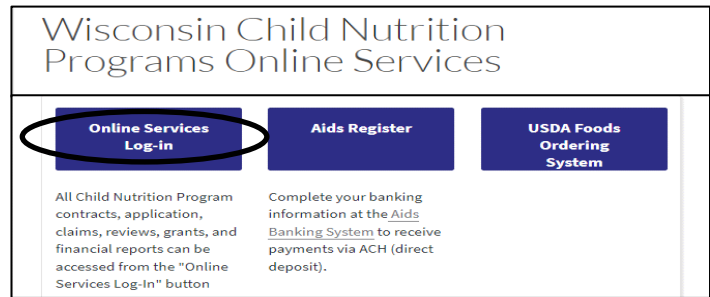 Wisconsin Child Nutrition
Programs Online Services
Online Services
Log-in
Aids Register
USDA Foods
Ordering
System
All Child Nutrition Program
contracts, application,
claims, reviews, grants, and
financial reports can be
accessed from the "Online
Services Log-In" button
Complete your banking
information at the Aids
Banking System to receive
payments via ACH (direct
deposit).